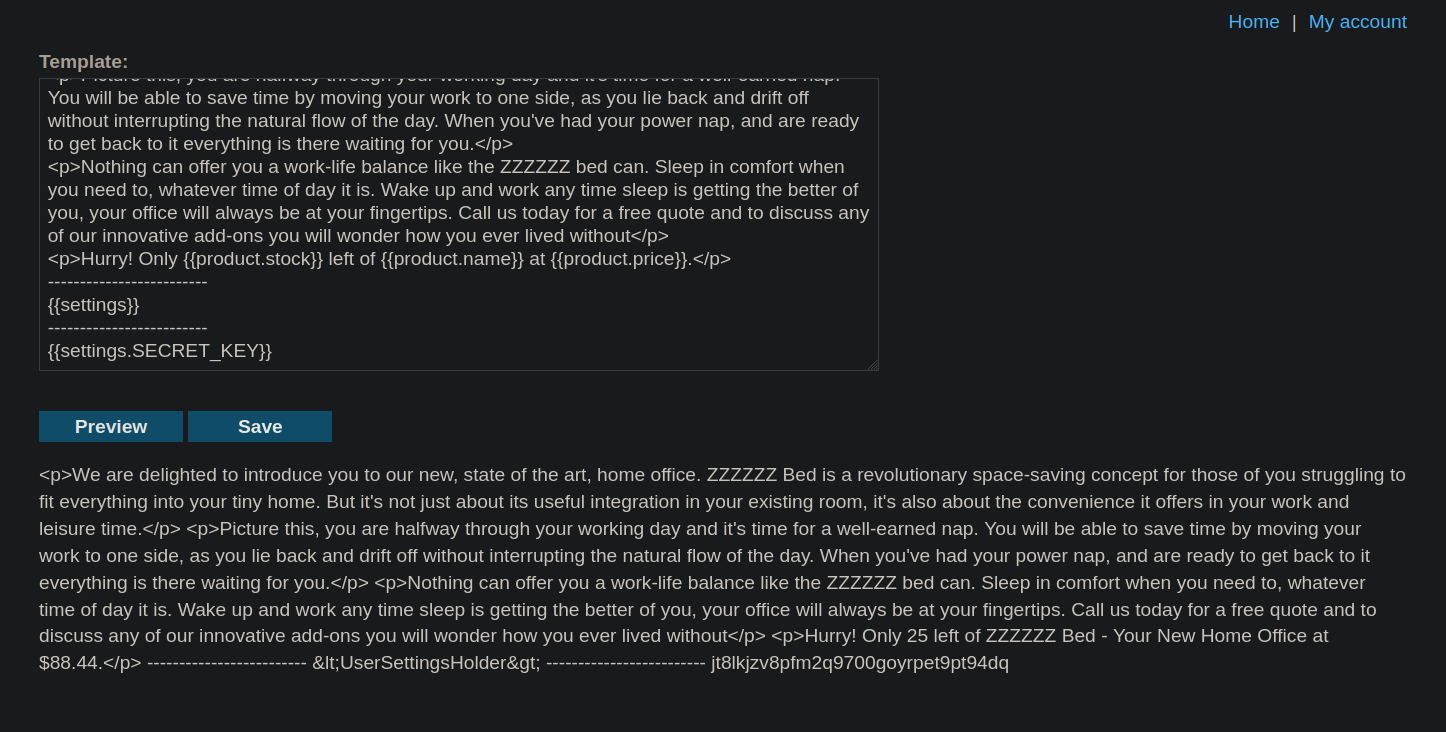 Home | My account
Template:
<p>Picture this, you are halfway through your working day and it's time for a well-earned nap.
You will be able to save time by moving your work to one side, as you lie back and drift off
without interrupting the natural flow of the day. When you've had your power nap, and are ready
to get back to it everything is there waiting for you.</p>
<p>Nothing can offer you a work-life balance like the ZZZZZZ bed can. Sleep in comfort when
you need to, whatever time of day it is. Wake up and work any time sleep is getting the better of
you, your office will always be at your fingertips. Call us today for a free quote and to discuss any
of our innovative add-ons you will wonder how you ever lived without</p>
<p>Hurry! Only {{product.stock}} left of {{product.name}} at {{product.price}}.</p>
-------------------------
{{settings}}
-------------------------
{{settings.SECRET_KEY}}
Preview Save
<p>We are delighted to introduce you to our new, state of the art, home office. ZZZZZZ Bed is a revolutionary space-saving concept for those of you struggling to
fit everything into your tiny home. But it's not just about its useful integration in your existing room, it's also about the convenience it offers in your work and
leisure time.</p> <p>Picture this, you are halfway through your working day and it's time for a well-earned nap. You will be able to save time by moving your
work to one side, as you lie back and drift off without interrupting the natural flow of the day. When you've had your power nap, and are ready to get back to it
everything is there waiting for you.</p> <p>Nothing can offer you a work-life balance like the ZZZZZZ bed can. Sleep in comfort when you need to, whatever
time of day it is. Wake up and work any time sleep is getting the better of you, your office will always be at your fingertips. Call us today for a free quote and to
discuss any of our innovative add-ons you will wonder how you ever lived without</p> <p>Hurry! Only 25 left of ZZZZZZ Bed - Your New Home Office at
$88.44.</p> ------------------------- &lt;UserSettingsHolder&gt; ------------------------- jt8lkjzv8pfm2q9700goyrpet9pt94dq